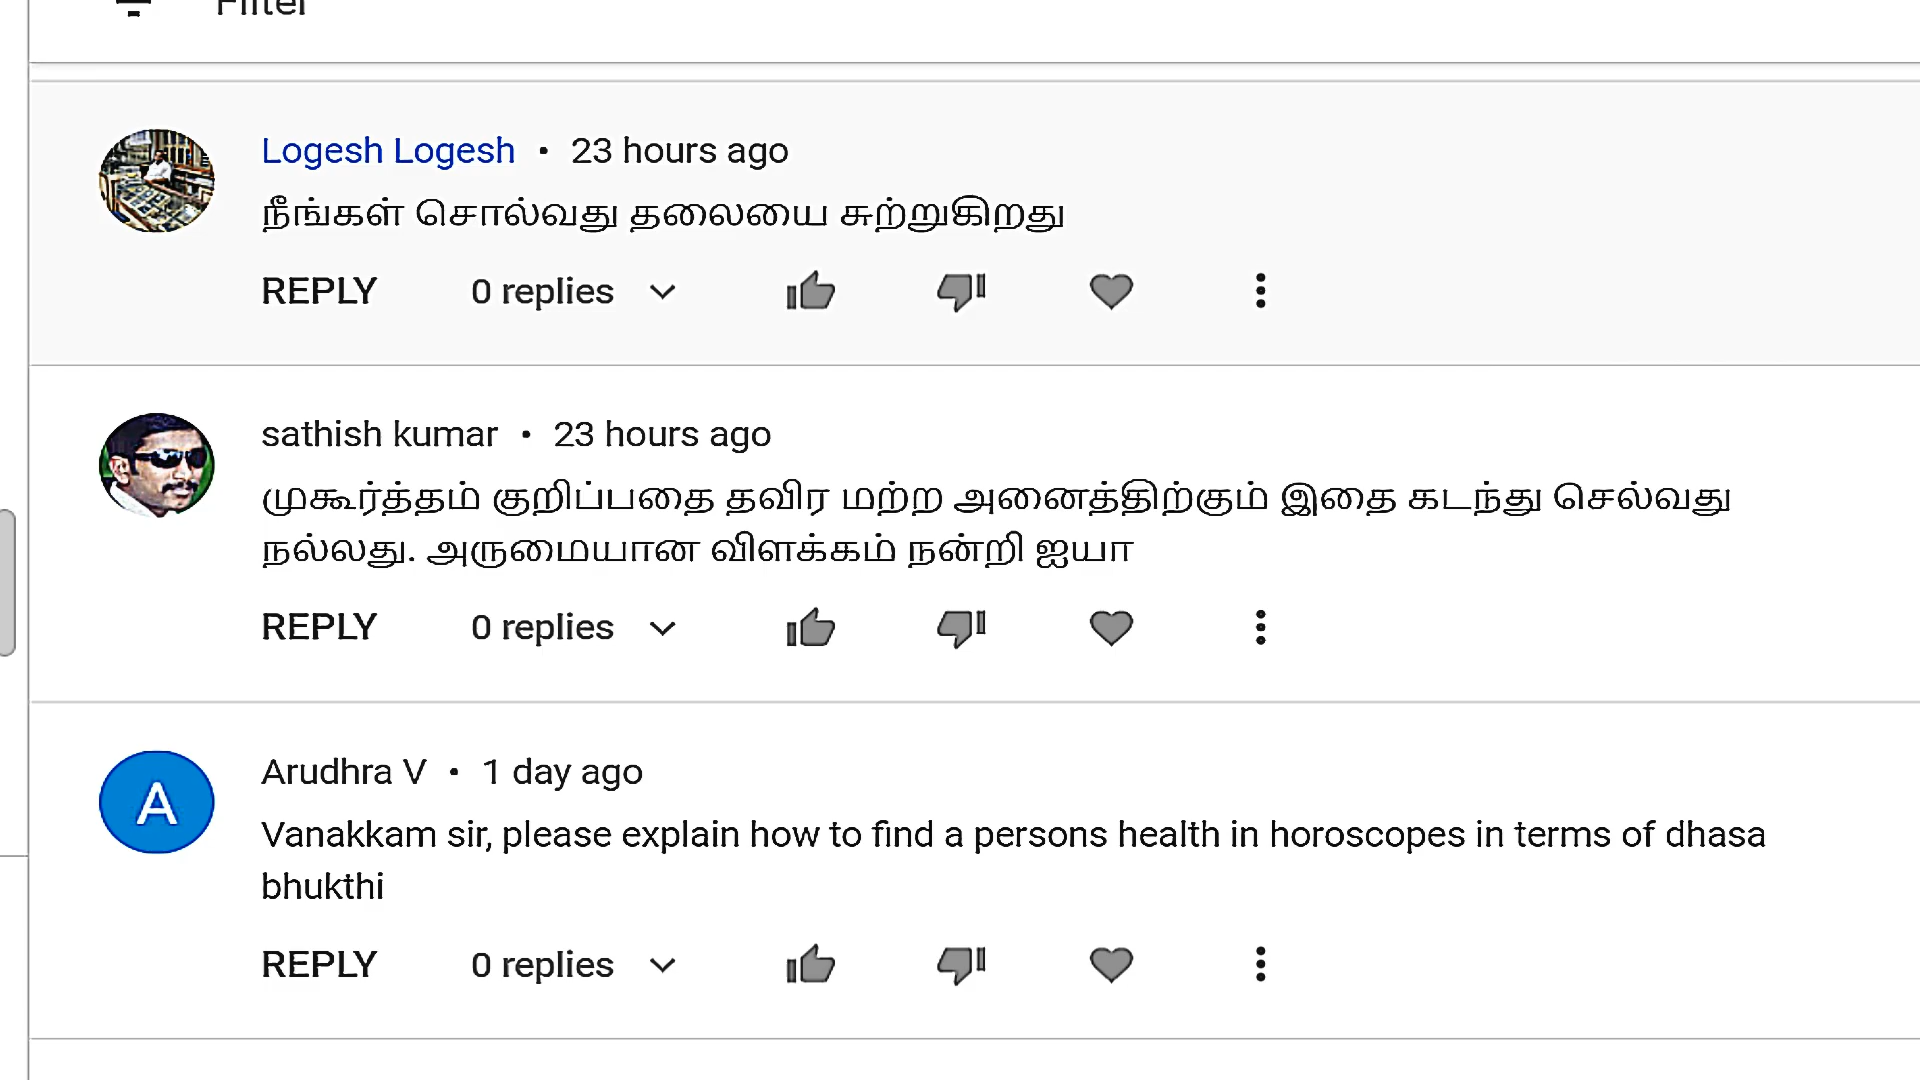 Filter
Logesh Logesh • 23 hours ago
நீங்கள் சொல்வது தலையை சுற்றுகிறது
REPLY 0 replies
sathish kumar • 23 hours ago
முகூர்த்தம் குறிப்பதை தவிர மற்ற அனைத்திற்கும் இதை கடந்து செல்வது
நல்லது. அருமையான விளக்கம் நன்றி ஐயா
REPLY 0 replies
A
Arudhra V • 1 day ago
Vanakkam sir, please explain how to find a persons health in horoscopes in terms of dhasa
bhukthi
REPLY 0 replies